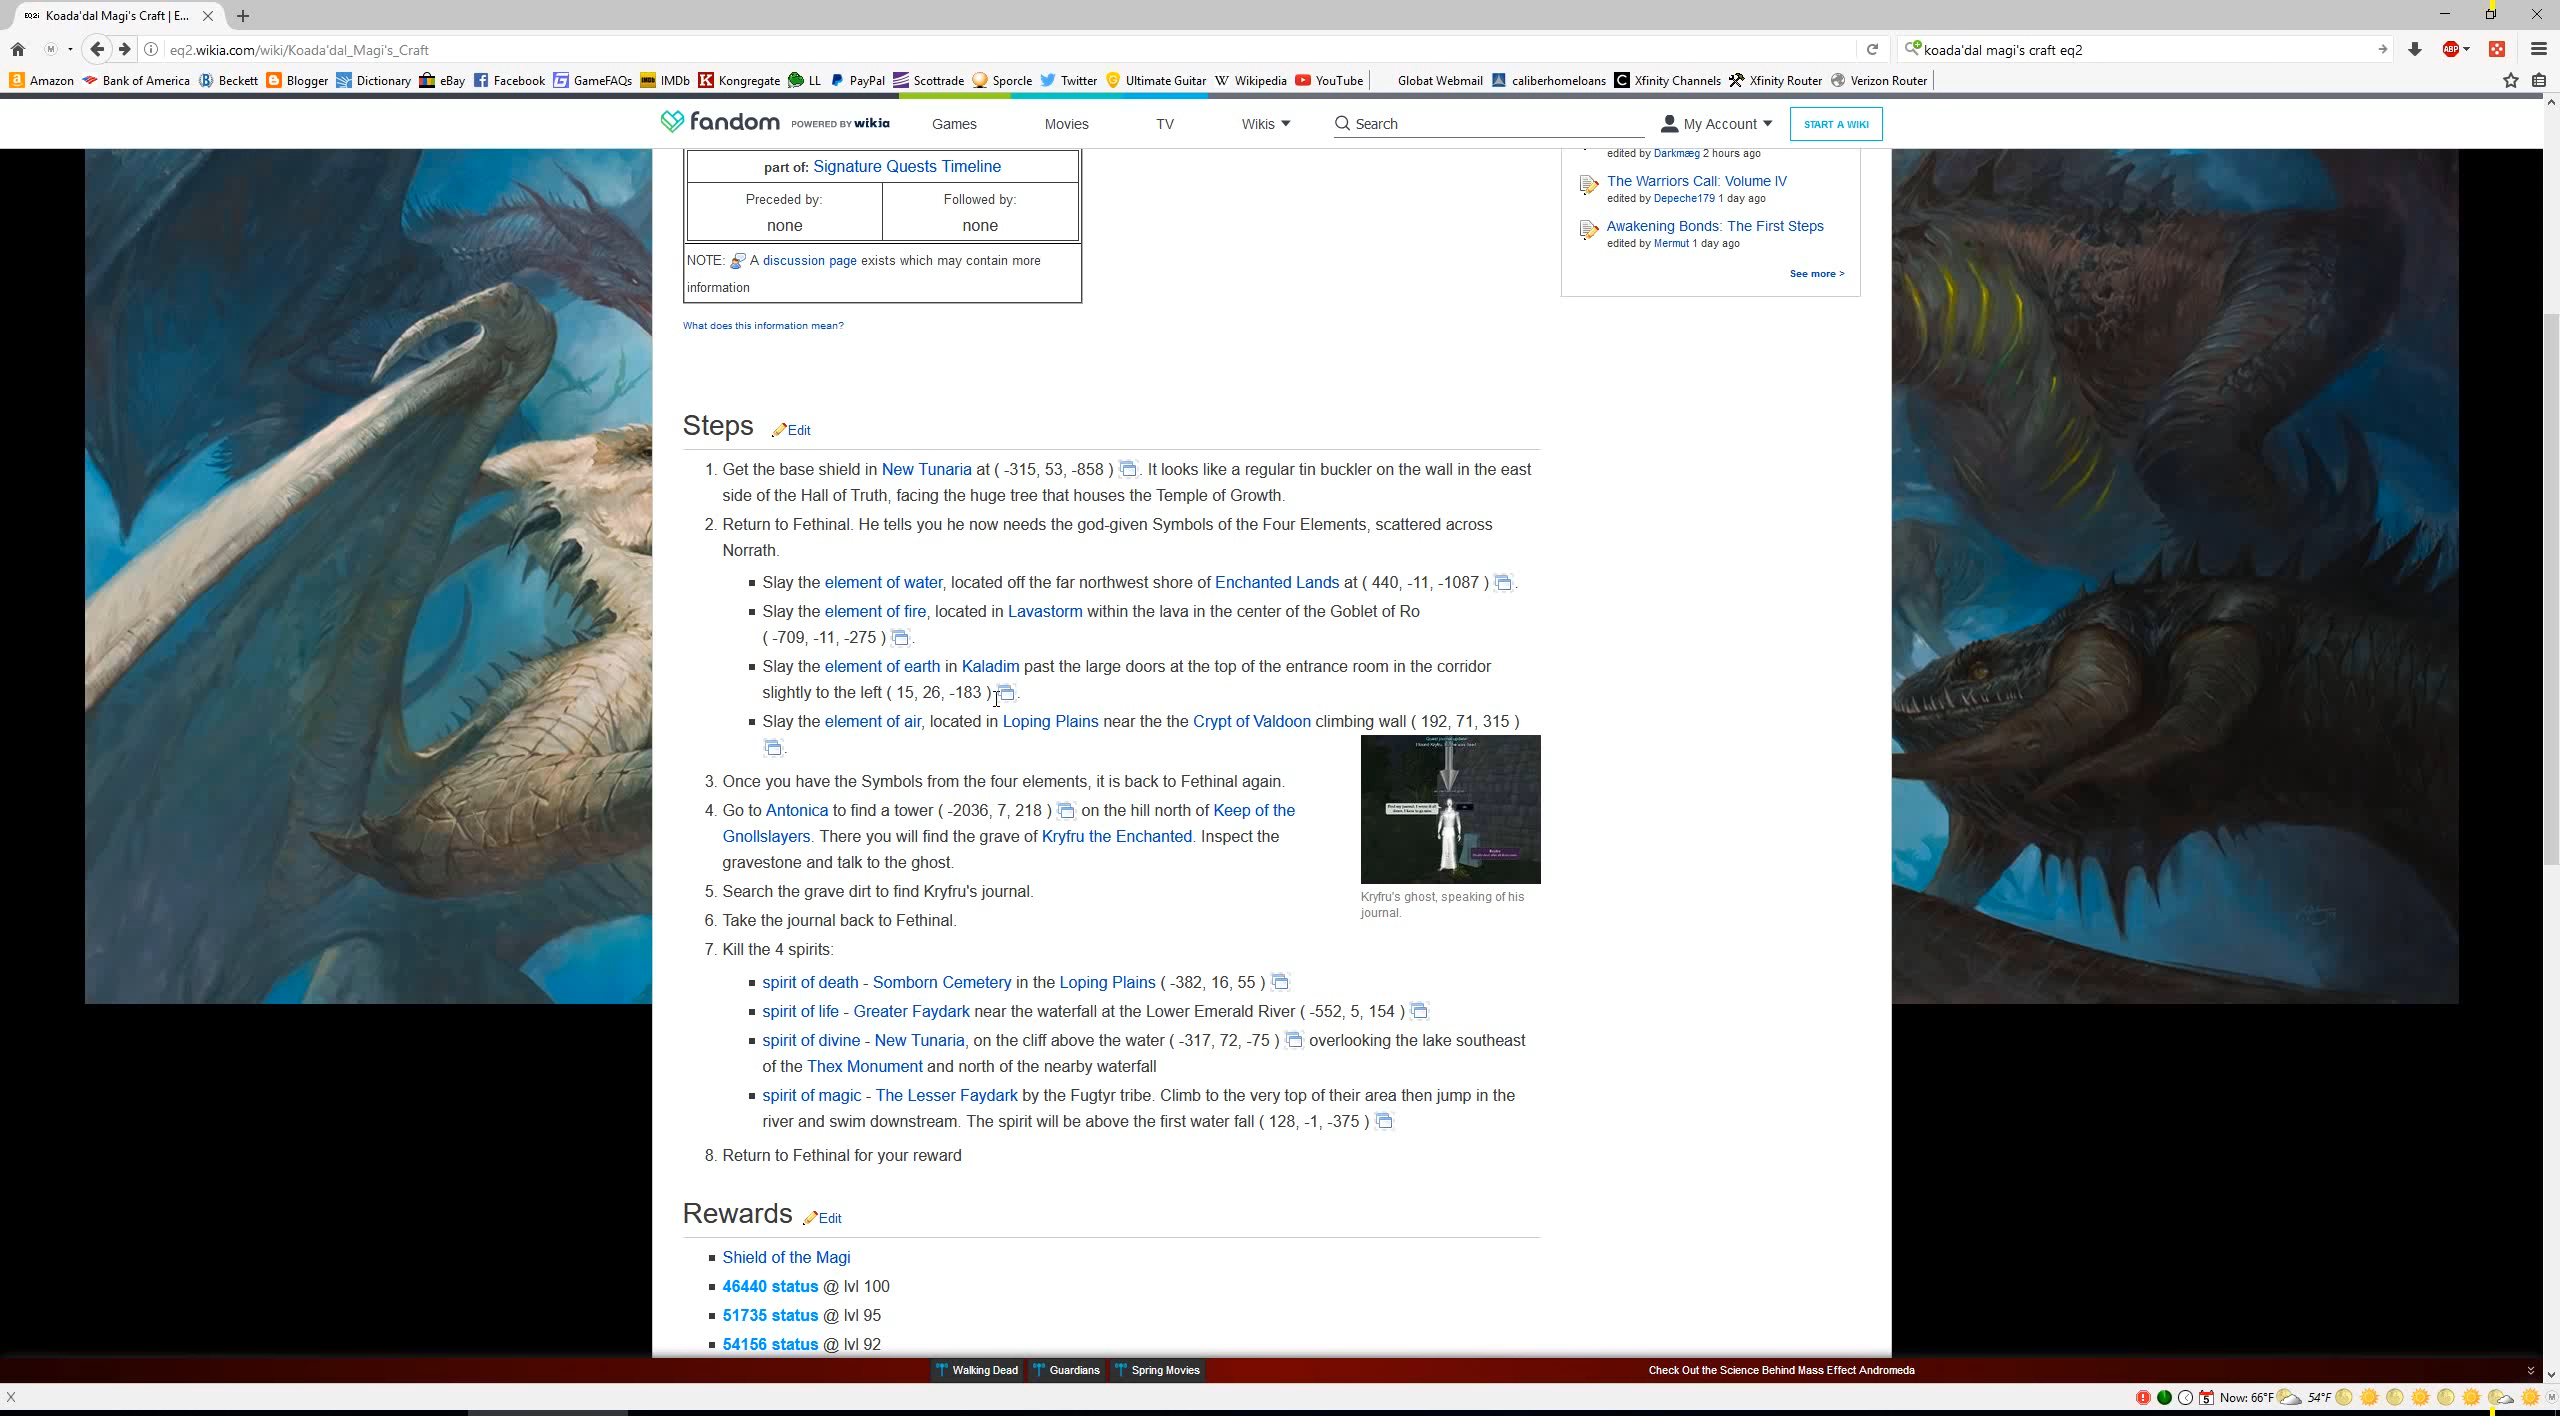 EQ2i Koada'dal Magi's Craft | E...
M eq2.wikia.com/wiki/Koada'dal_Magi's_Craft koada'dal magi's craft eq2 ABP
Amazon Bank of America Beckett Blogger Dictionary eBay Facebook GameFAQs IMDb Kongregate LL PayPal Scottrade Sporcle Twitter Ultimate Guitar Wikipedia YouTube Globat Webmail caliberhomeloans Xfinity Channels Xfinity Router Verizon Router
fandom POWERED BY wikia Games Movies TV Wikis Search My Account START A WIKI
part of: Signature Quests Timeline
Preceded by: Followed by:
none none
NOTE: A discussion page exists which may contain more
information
What does this information mean?
edited by Darkmæg 2 hours ago
The Warriors Call: Volume IV
edited by Depeche179 1 day ago
Awakening Bonds: The First Steps
edited by Mermut 1 day ago
See more >
Steps Edit
1. Get the base shield in New Tunaria at ( -315, 53, -858 ) . It looks like a regular tin buckler on the wall in the east
side of the Hall of Truth, facing the huge tree that houses the Temple of Growth.
2. Return to Fethinal. He tells you he now needs the god-given Symbols of the Four Elements, scattered across
Norrath.
Slay the element of water, located off the far northwest shore of Enchanted Lands at ( 440, -11, -1087 ) .
Slay the element of fire, located in Lavastorm within the lava in the center of the Goblet of Ro
( -709, -11, -275 ) .
Slay the element of earth in Kaladim past the large doors at the top of the entrance room in the corridor
slightly to the left ( 15, 26, -183 ) .
Slay the element of air, located in Loping Plains near the the Crypt of Valdoon climbing wall ( 192, 71, 315 )
.
3. Once you have the Symbols from the four elements, it is back to Fethinal again.
4. Go to Antonica to find a tower ( -2036, 7, 218 ) on the hill north of Keep of the
Gnollslayers. There you will find the grave of Kryfru the Enchanted. Inspect the
gravestone and talk to the ghost.
5. Search the grave dirt to find Kryfru's journal.
6. Take the journal back to Fethinal.
Kryfru's ghost, speaking of his
journal.
7. Kill the 4 spirits:
spirit of death - Somborn Cemetery in the Loping Plains ( -382, 16, 55 )
spirit of life - Greater Faydark near the waterfall at the Lower Emerald River ( -552, 5, 154 )
spirit of divine - New Tunaria, on the cliff above the water ( -317, 72, -75 ) overlooking the lake southeast
of the Thex Monument and north of the nearby waterfall
spirit of magic - The Lesser Faydark by the Fugtyr tribe. Climb to the very top of their area then jump in the
river and swim downstream. The spirit will be above the first water fall ( 128, -1, -375 )
8. Return to Fethinal for your reward
Rewards Edit
Shield of the Magi
46440 status @ lvl 100
51735 status @ lvl 95
54156 status @ lvl 92
Walking Dead Guardians Spring Movies Check Out the Science Behind Mass Effect Andromeda
Now: 66°F 54°F